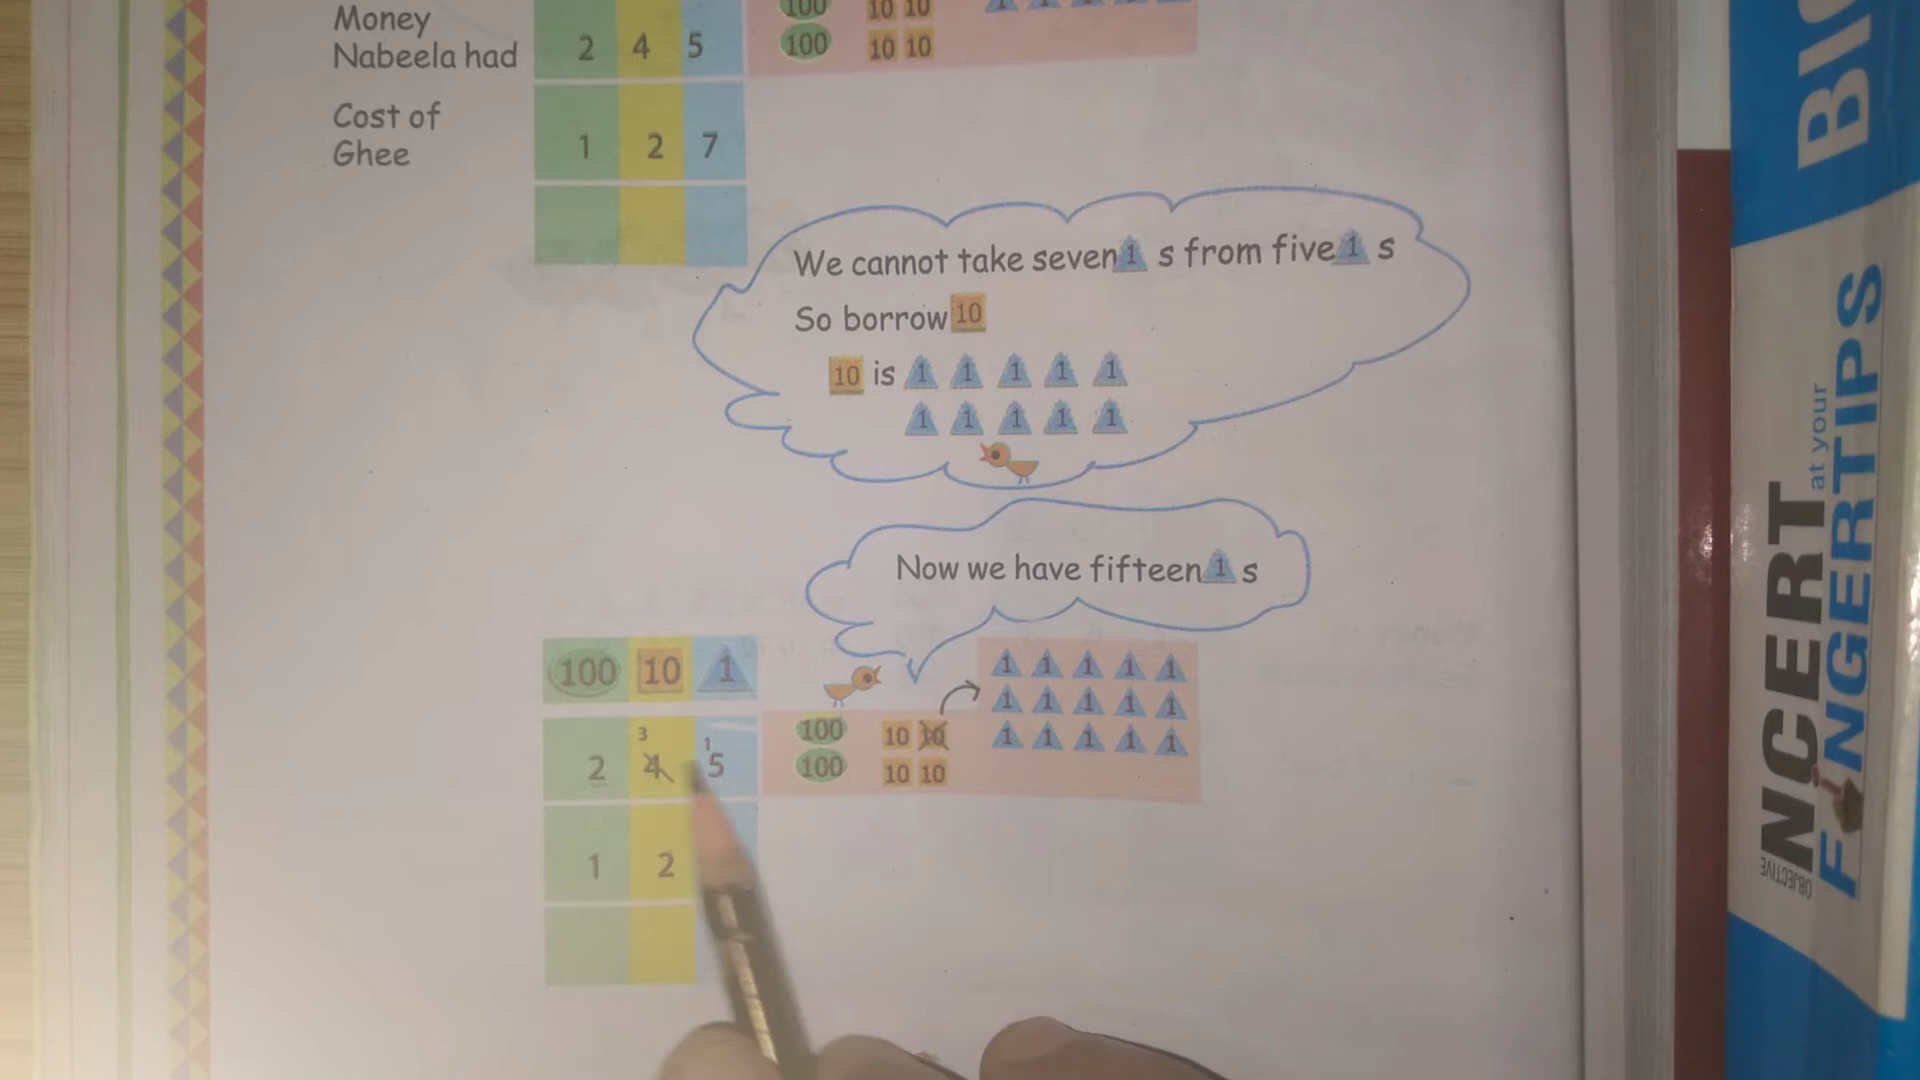 Money
Nabeela had
2 4 5
100
10 10
100
10 10
Cost of
Ghee
1 2 7
We cannot take seven 1 s from five 1 s
So borrow 10
10 is 1 1 1 1 1
1 1 1 1 1
Now we have fifteen 1 s
100 10 1
1 1 1 1 1
1 1 1 1 1
1 1 1 1 1
3 1
2 4 5
100 10 10
100 10 10
1 2
OBJECTIVE
NCERT
at your
FINGERTIPS
BIO